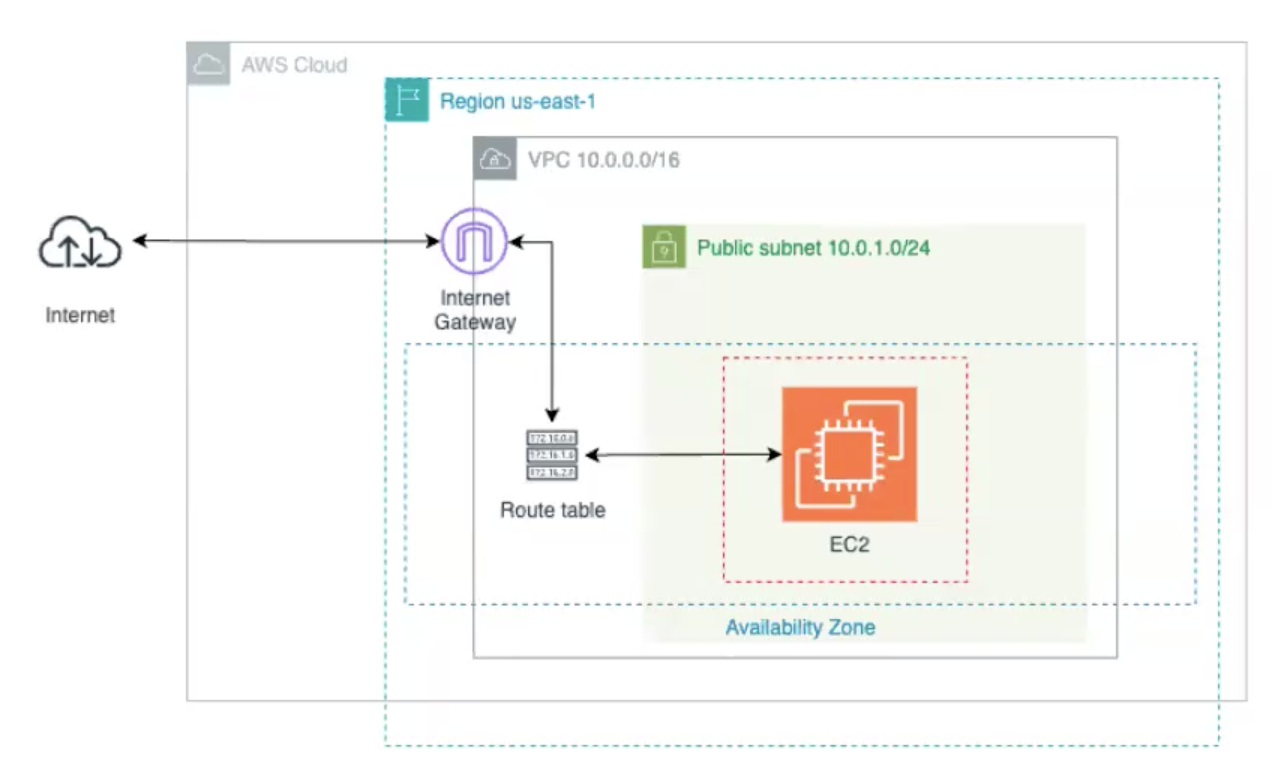 AWS Cloud
Region us-east-1
VPC 10.0.0.0/16
Public subnet 10.0.1.0/24
Internet
Internet
Gateway
172.16.0.0
172.16.1.0
172.16.2.0
Route table
EC2
Availability Zone